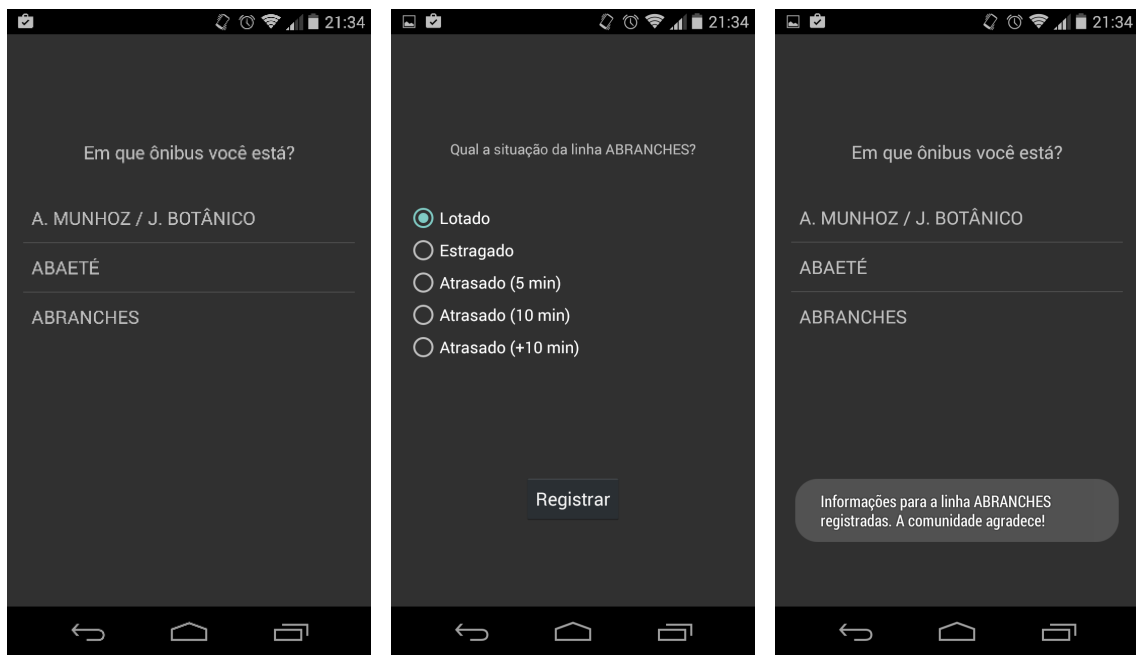 21:34
Em que ônibus você está?
A. MUNHOZ / J. BOTÂNICO
ABAETÉ
ABRANCHES
21:34
Qual a situação da linha ABRANCHES?
Lotado
Estragado
Atrasado (5 min)
Atrasado (10 min)
Atrasado (+10 min)
Registrar
21:34
Em que ônibus você está?
A. MUNHOZ / J. BOTÂNICO
ABAETÉ
ABRANCHES
Informações para a linha ABRANCHES
registradas. A comunidade agradece!